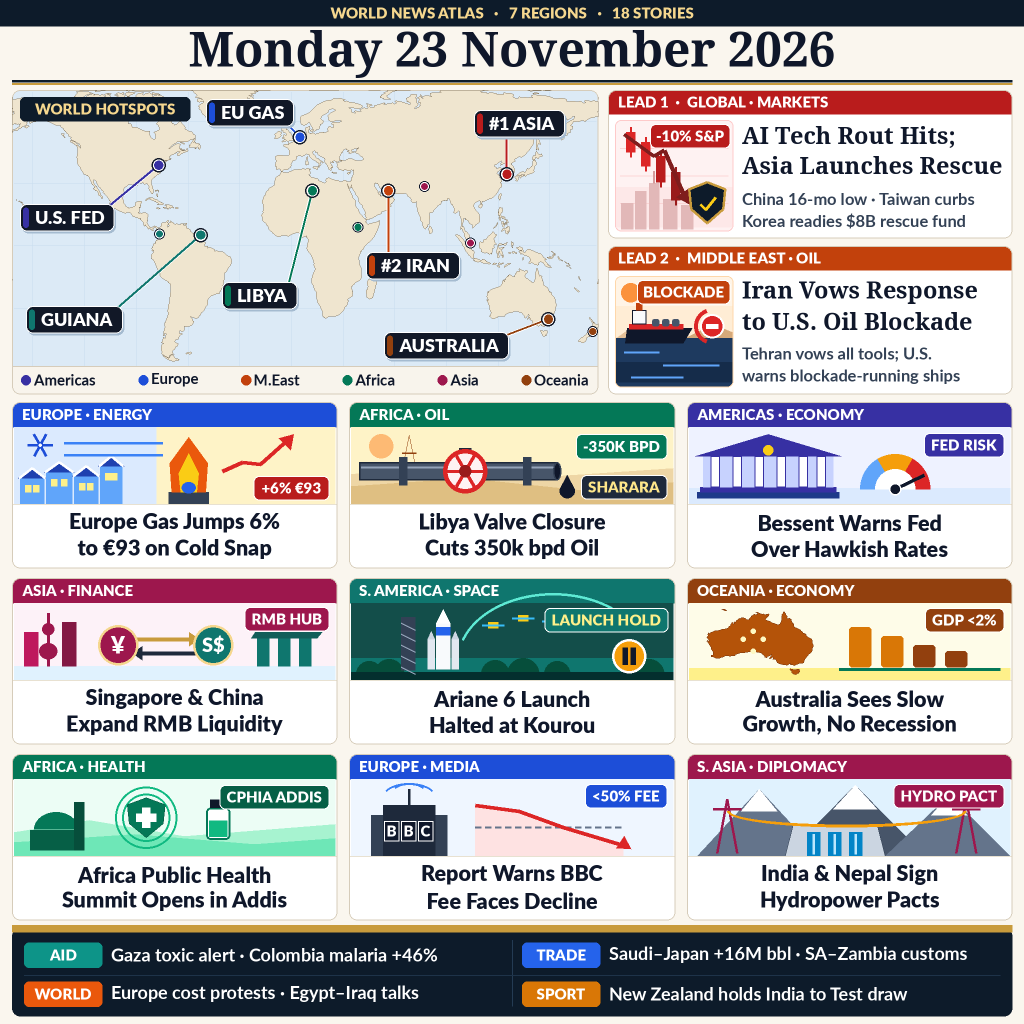 WORLD NEWS ATLAS · 7 REGIONS · 18 STORIES
Monday 23 November 2026
WORLD HOTSPOTS
EU GAS
#1 ASIA
U.S. FED
#2 IRAN
LIBYA
GUIANA
AUSTRALIA
Americas
Europe
M.East
Africa
Asia
Oceania
LEAD 1 · GLOBAL · MARKETS
-10% S&P
AI Tech Rout Hits;
Asia Launches Rescue
China 16-mo low · Taiwan curbs
Korea readies $8B rescue fund
LEAD 2 · MIDDLE EAST · OIL
BLOCKADE
Iran Vows Response
to U.S. Oil Blockade
Tehran vows all tools; U.S.
warns blockade-running ships
EUROPE · ENERGY
+6% €93
Europe Gas Jumps 6%
to €93 on Cold Snap
AFRICA · OIL
-350K BPD
SHARARA
Libya Valve Closure
Cuts 350k bpd Oil
AMERICAS · ECONOMY
FED RISK
Bessent Warns Fed
Over Hawkish Rates
ASIA · FINANCE
RMB HUB
¥
S$
Singapore & China
Expand RMB Liquidity
S. AMERICA · SPACE
LAUNCH HOLD
Ariane 6 Launch
Halted at Kourou
OCEANIA · ECONOMY
GDP <2%
Australia Sees Slow
Growth, No Recession
AFRICA · HEALTH
CPHIA ADDIS
Africa Public Health
Summit Opens in Addis
EUROPE · MEDIA
<50% FEE
BBC
Report Warns BBC
Fee Faces Decline
S. ASIA · DIPLOMACY
HYDRO PACT
India & Nepal Sign
Hydropower Pacts
AID
Gaza toxic alert · Colombia malaria +46%
TRADE
Saudi–Japan +16M bbl · SA–Zambia customs
WORLD
Europe cost protests · Egypt–Iraq talks
SPORT
New Zealand holds India to Test draw